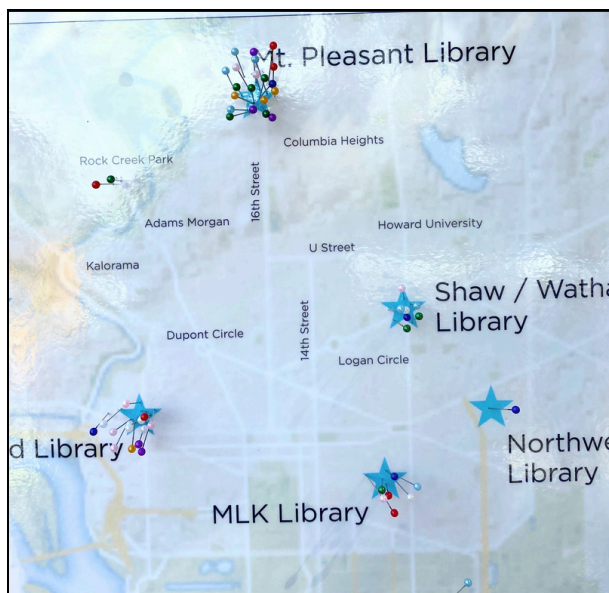 Mt. Pleasant Library
Columbia Heights
Rock Creek Park
16th Street
Adams Morgan
Howard University
U Street
Kalorama
Shaw / Watha
Library
14th Street
Dupont Circle
Logan Circle
d Library
Northwe
Library
MLK Library